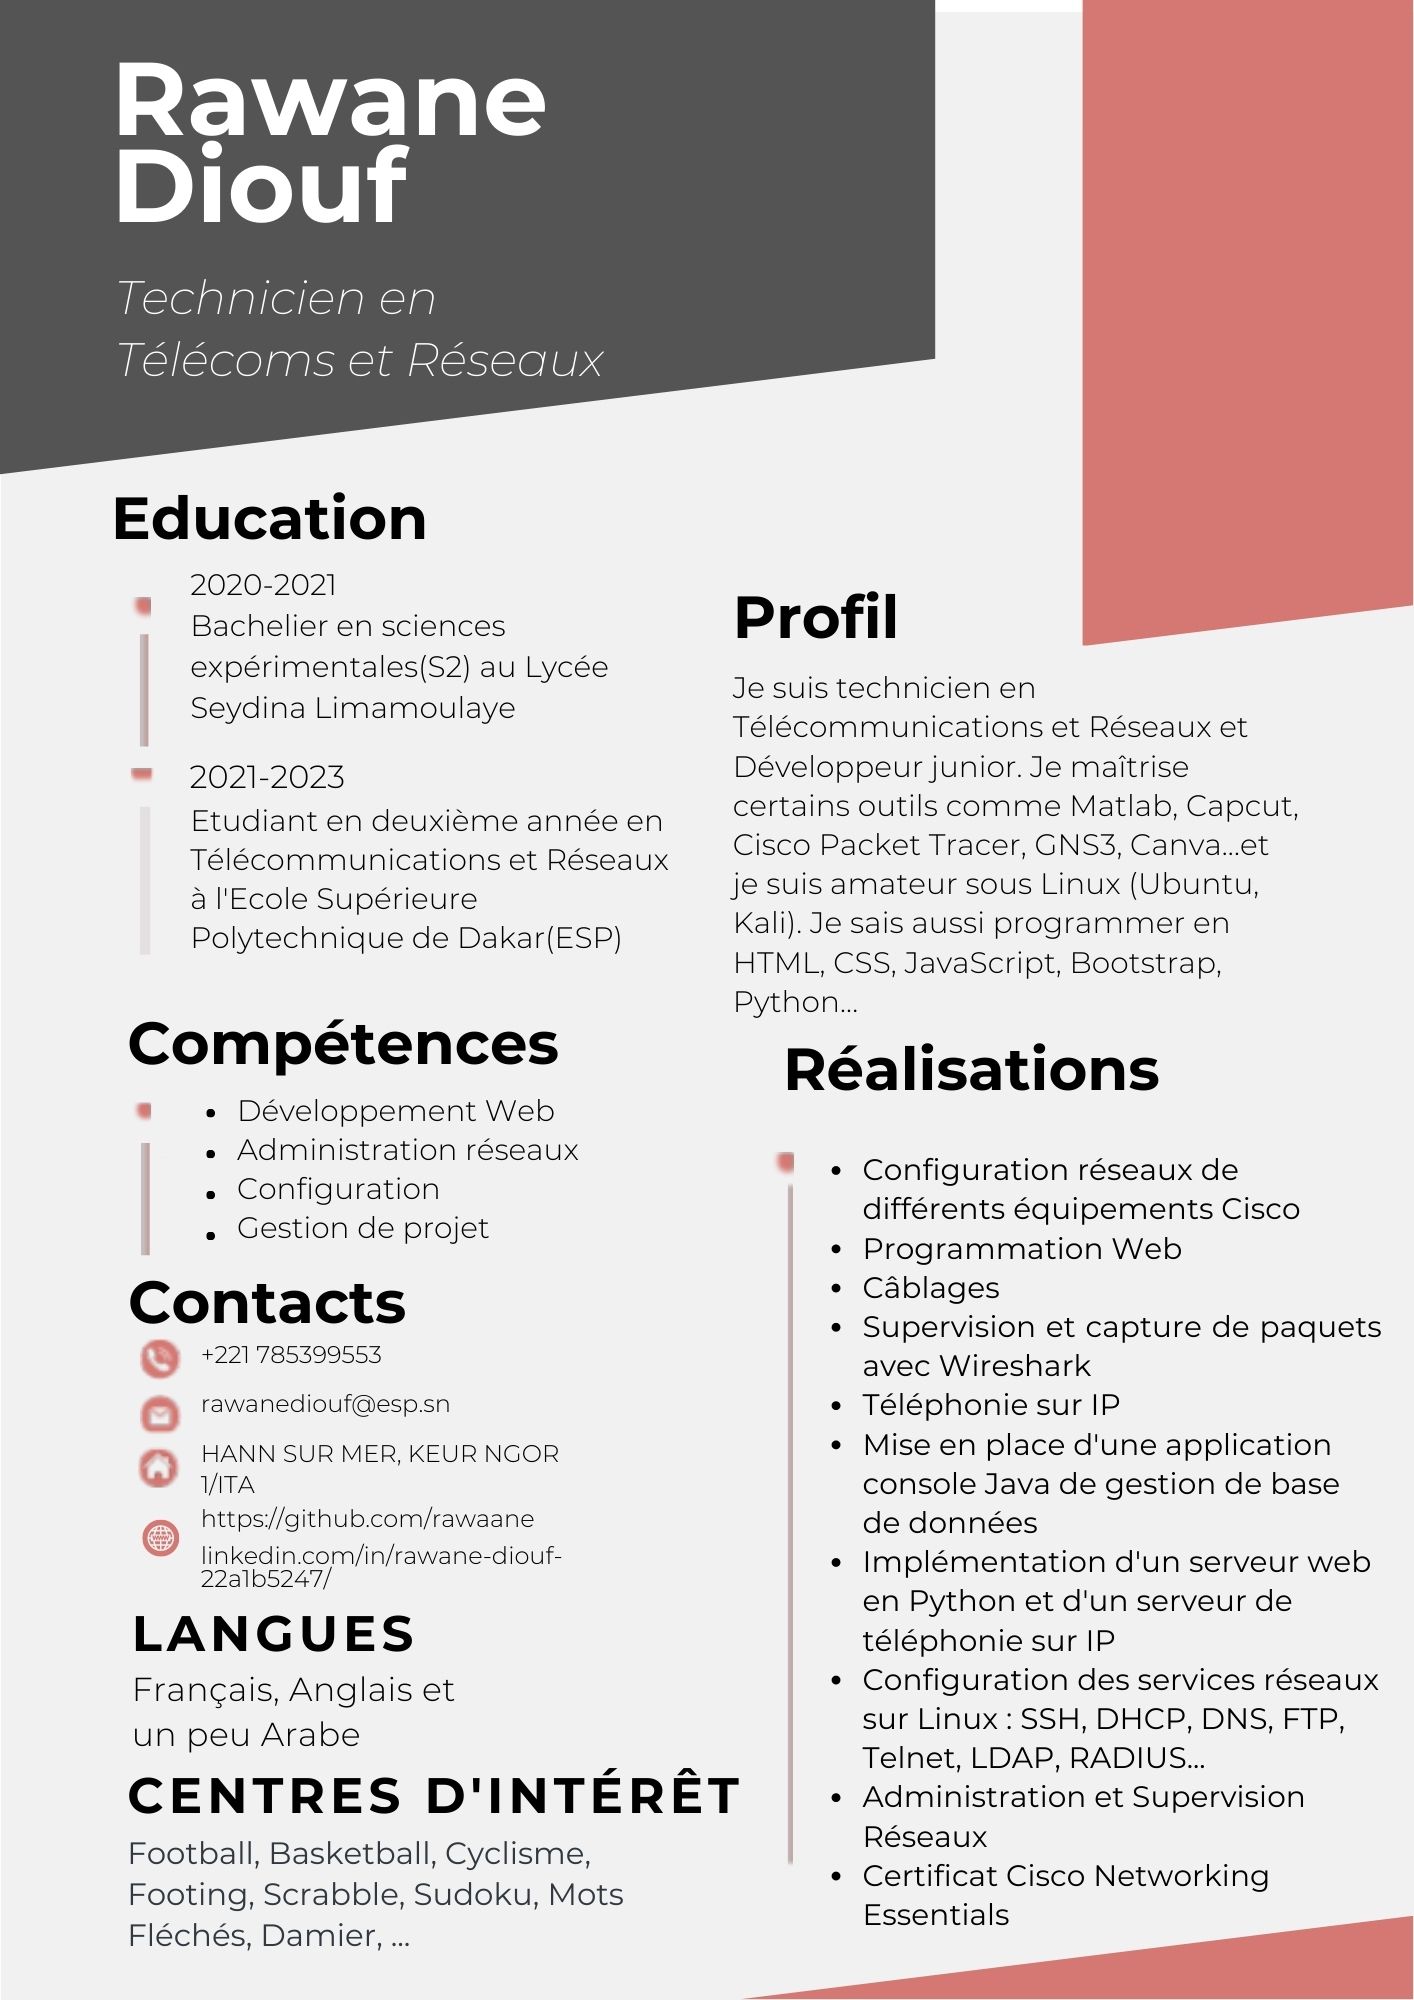 Rawane
Diouf
Technicien en
Télécoms et Réseaux
Education
2020-2021
Bachelier en sciences
expérimentales(S2) au Lycée
Seydina Limamoulaye
2021-2023
Etudiant en deuxième année en
Télécommunications et Réseaux
à l'Ecole Supérieure
Polytechnique de Dakar(ESP)
Compétences
Développement Web
Administration réseaux
Configuration
Gestion de projet
Contacts
+221 785399553
rawanediouf@esp.sn
HANN SUR MER, KEUR NGOR
1/ITA
https://github.com/rawaane
linkedin.com/in/rawane-diouf-
22a1b5247/
LANGUES
Français, Anglais et
un peu Arabe
CENTRES D'INTÉRÊT
Football, Basketball, Cyclisme,
Footing, Scrabble, Sudoku, Mots
Fléchés, Damier, ...
Profil
Je suis technicien en
Télécommunications et Réseaux et
Développeur junior. Je maîtrise
certains outils comme Matlab, Capcut,
Cisco Packet Tracer, GNS3, Canva...et
je suis amateur sous Linux (Ubuntu,
Kali). Je sais aussi programmer en
HTML, CSS, JavaScript, Bootstrap,
Python...
Réalisations
Configuration réseaux de
différents équipements Cisco
Programmation Web
Câblages
Supervision et capture de paquets
avec Wireshark
Téléphonie sur IP
Mise en place d'une application
console Java de gestion de base
de données
Implémentation d'un serveur web
en Python et d'un serveur de
téléphonie sur IP
Configuration des services réseaux
sur Linux : SSH, DHCP, DNS, FTP,
Telnet, LDAP, RADIUS...
Administration et Supervision
Réseaux
Certificat Cisco Networking
Essentials